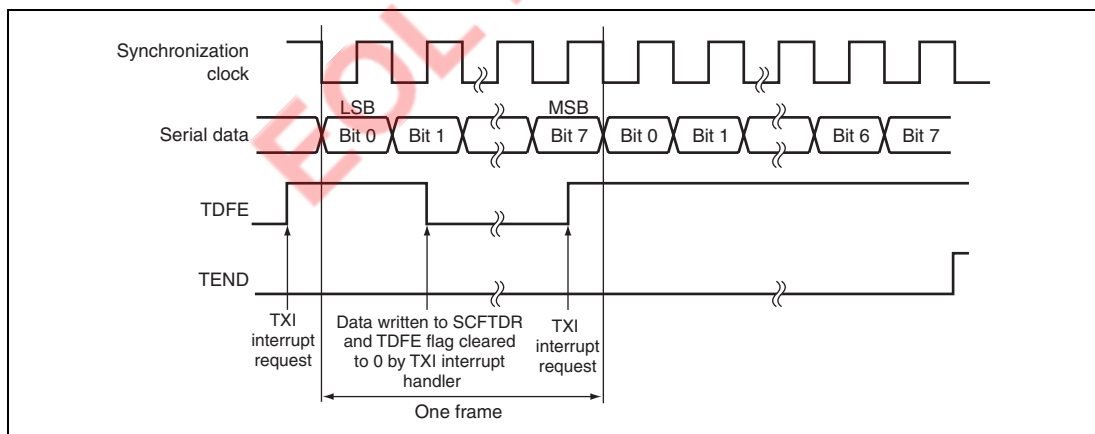 EOL
Synchronization
clock
LSB
MSB
Serial data
Bit 0
Bit 1
Bit 7
Bit 0
Bit 1
Bit 6
Bit 7
TDFE
TEND
TXI
interrupt
request
Data written to SCFTDR
and TDFE flag cleared
to 0 by TXI interrupt
handler
TXI
interrupt
request
One frame